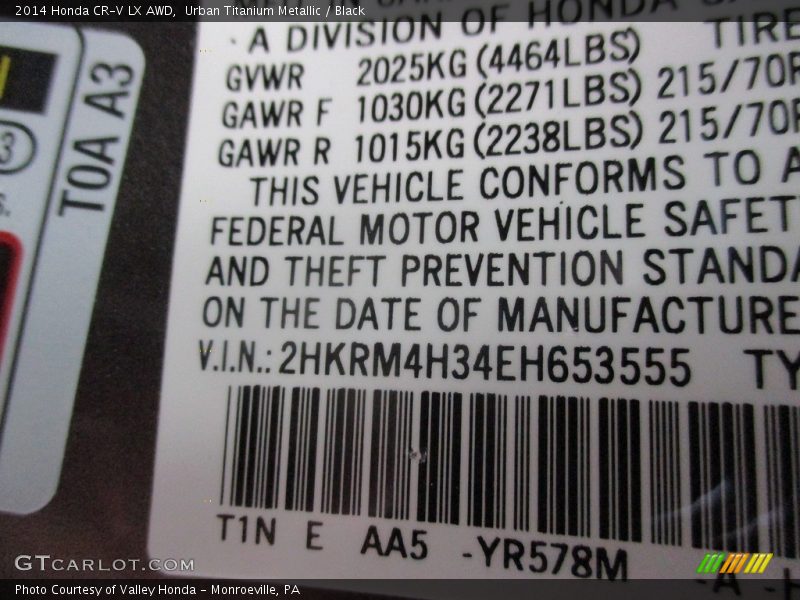 2014 Honda CR-V LX AWD,  Urban Titanium Metallic / Black
· A DIVISION OF HONDA
TIRE
GVWR 2025KG (4464LBS)
GAWR F 1030KG (2271LBS) 215/70R
GAWR R 1015KG (2238LBS) 215/70R
THIS VEHICLE CONFORMS TO A
FEDERAL MOTOR VEHICLE SAFET
AND THEFT PREVENTION STANDA
ON THE DATE OF MANUFACTURE
V.I.N.: 2HKRM4H34EH653555 TY
T1N E AA5 -YR578M -A -H
T0A A3
3
GTCARLOT.COM
Photo Courtesy of Valley Honda - Monroeville, PA